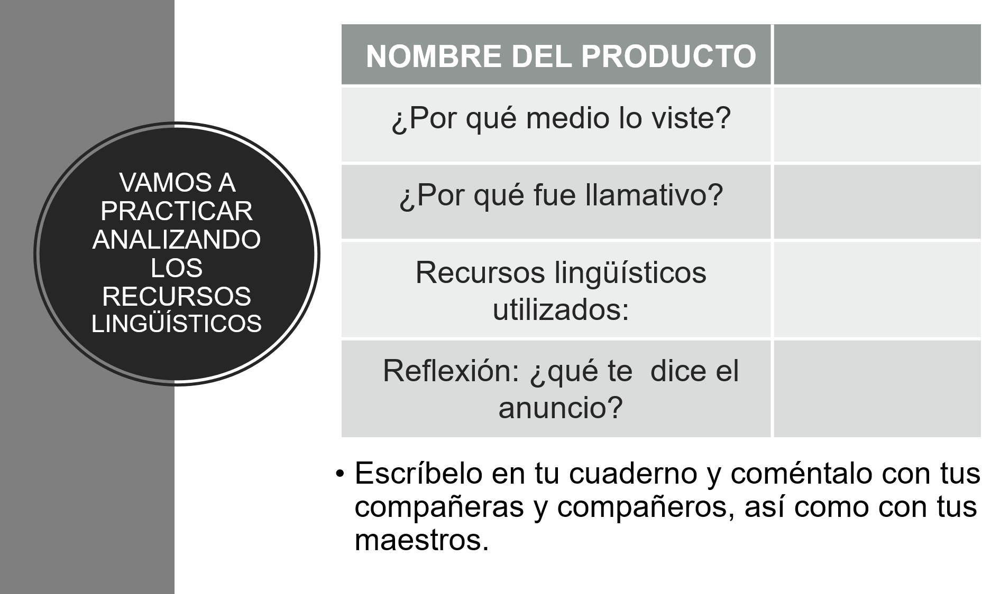 VAMOS A
PRACTICAR
ANALIZANDO
LOS
RECURSOS
LINGÜÍSTICOS
NOMBRE DEL PRODUCTO
¿Por qué medio lo viste?
¿Por qué fue llamativo?
Recursos lingüísticos
utilizados:
Reflexión: ¿qué te  dice el
anuncio?
• Escríbelo en tu cuaderno y coméntalo con tus
compañeras y compañeros, así como con tus
maestros.